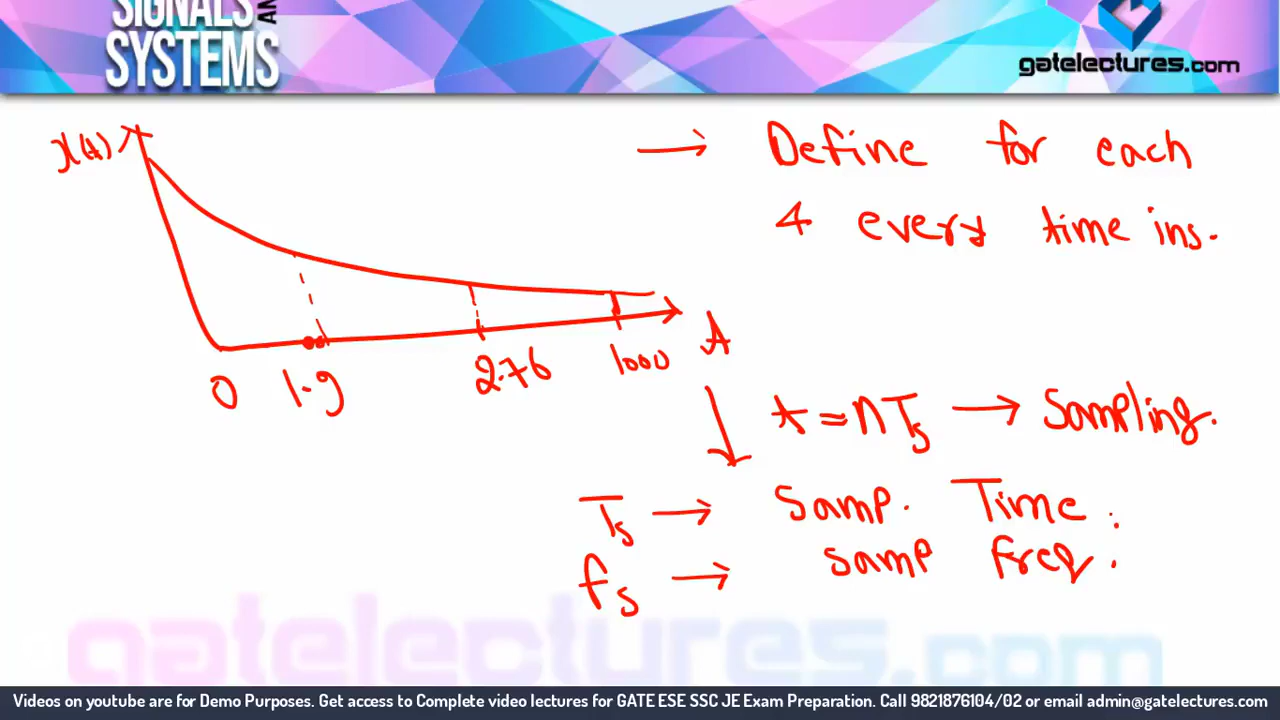 SIGNALS AND
SYSTEMS
gatelectures.com
x(t)
→ Define for each
& every time ins.
0 1.9 2.76 1000 t
t = nTs → Sampling.
Ts → Samp. Time.
fs → samp freq.
gatelectures.com
Videos on youtube are for Demo Purposes. Get access to Complete video lectures for GATE ESE SSC JE Exam Preparation. Call 9821876104/02 or email admin@gatelectures.com